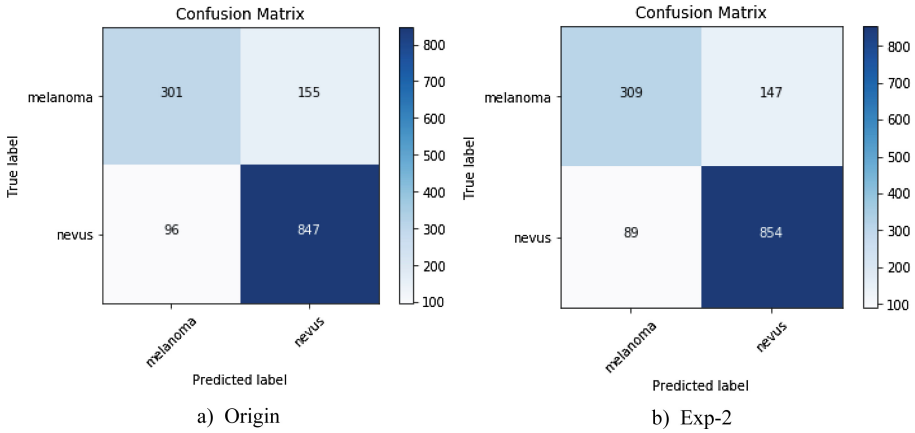 Confusion Matrix
melanoma
nevus
True label
301
155
96
847
800
700
600
500
400
300
200
100
melanoma
nevus
Predicted label
a) Origin
Confusion Matrix
melanoma
nevus
True label
309
147
89
854
800
700
600
500
400
300
200
100
melanoma
nevus
Predicted label
b) Exp-2